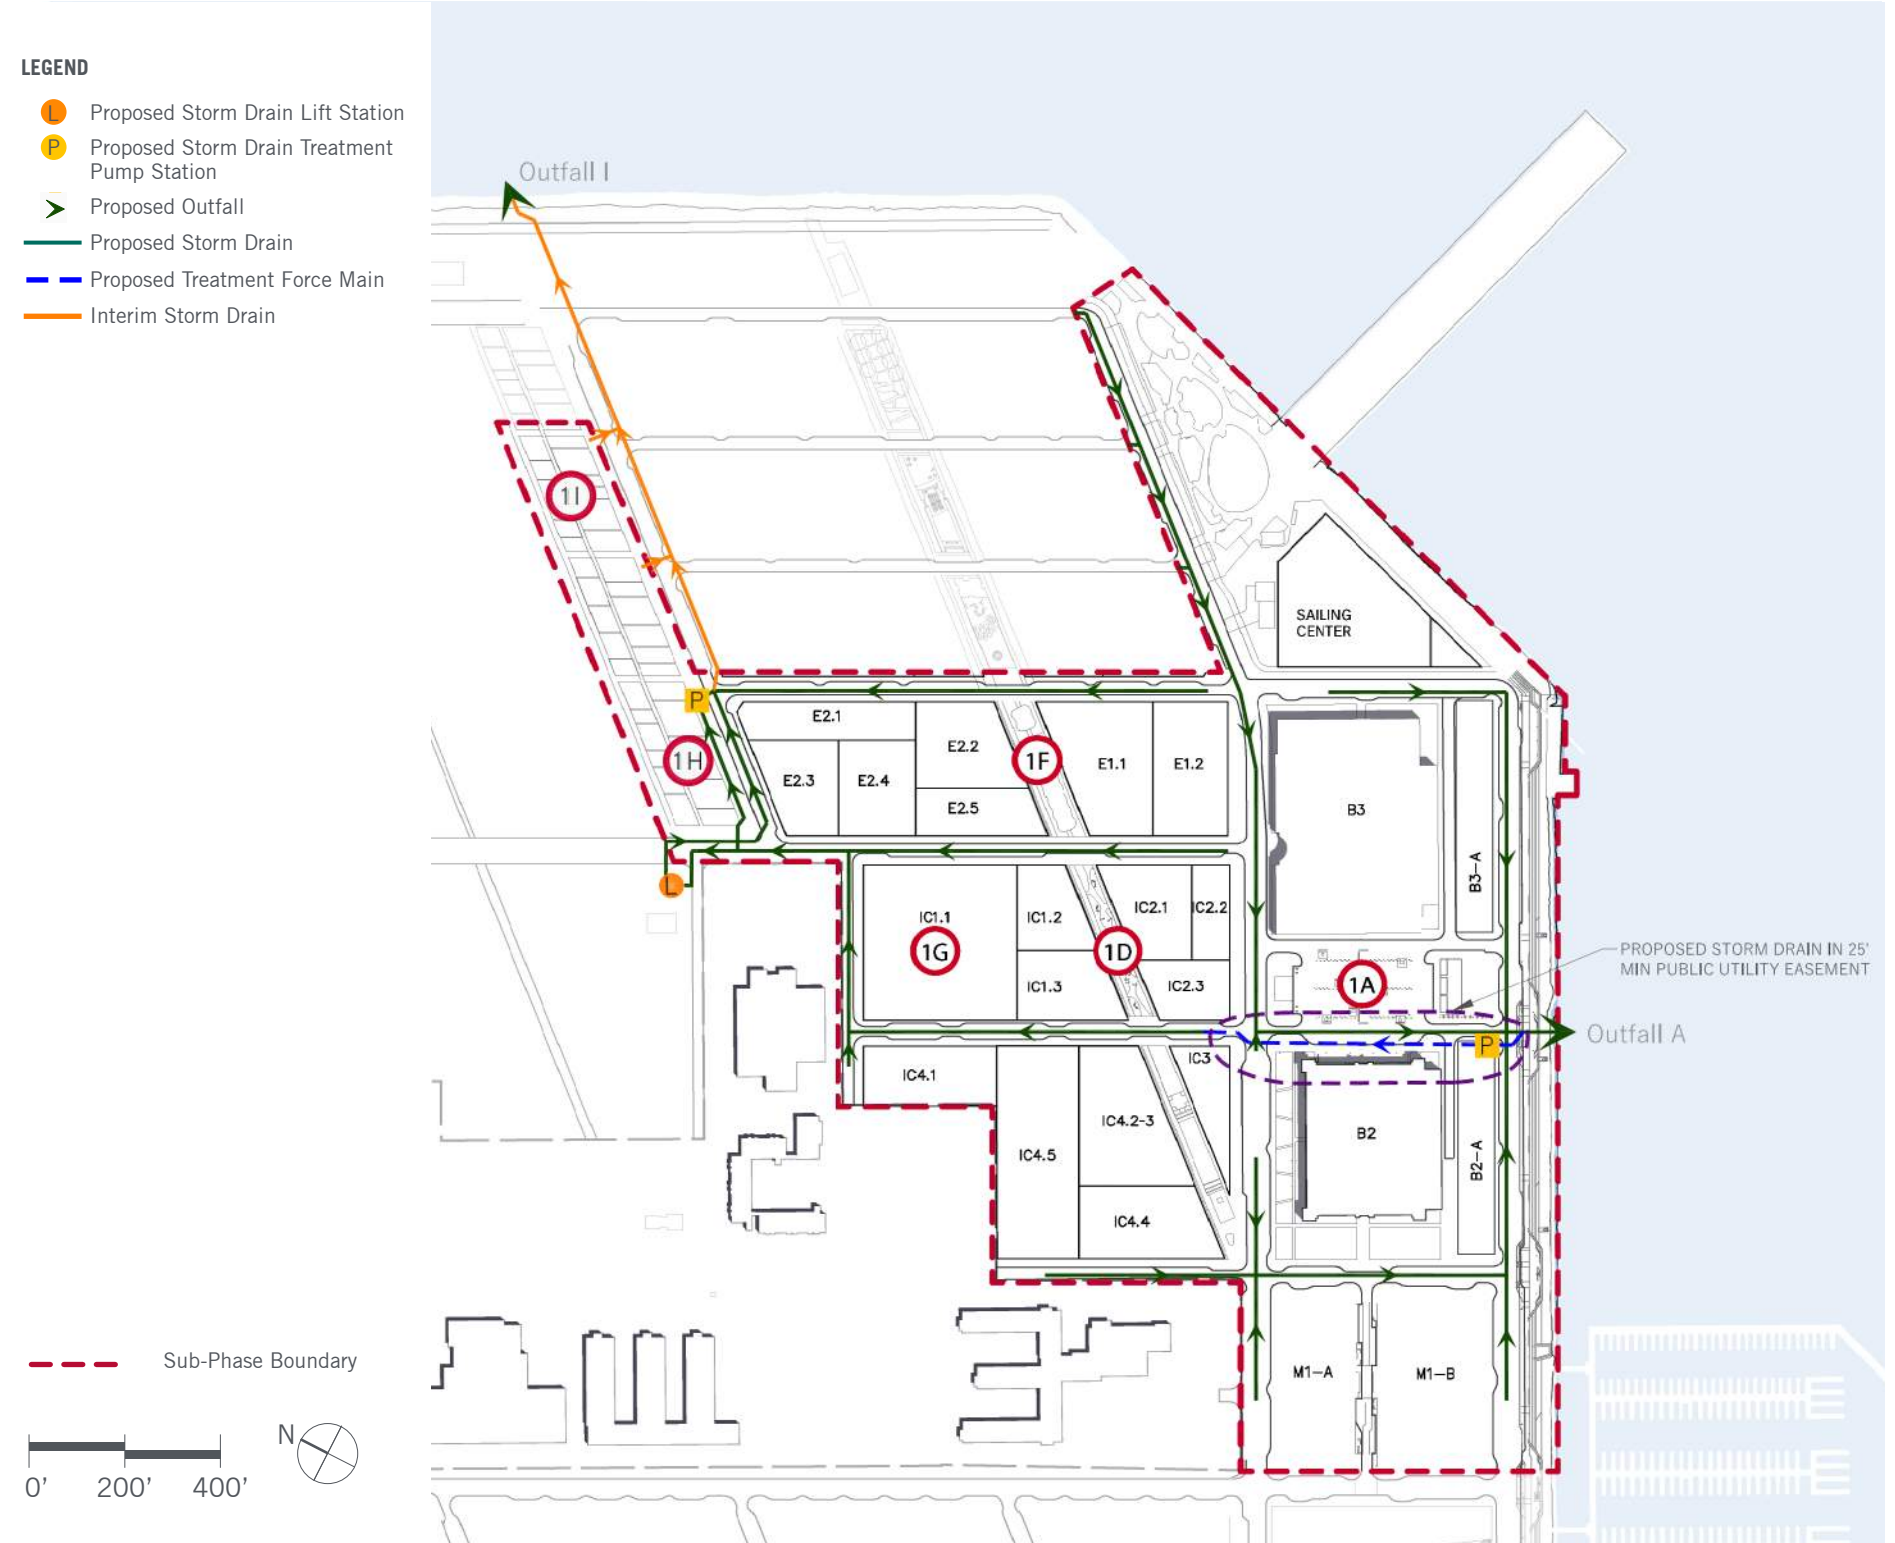 LEGEND
L Proposed Storm Drain Lift Station
P Proposed Storm Drain Treatment
Pump Station
Proposed Outfall
Proposed Storm Drain
Proposed Treatment Force Main
Interim Storm Drain
Outfall I
1I
SAILING
CENTER
P
E2.1
E2.2
1F
1H
E1.1
E1.2
E2.3
E2.4
E2.5
B3
B3-A
L
IC1.1
IC1.2
IC2.1
IC2.2
1G
1D
IC1.3
IC2.3
1A
PROPOSED STORM DRAIN IN 25'
MIN PUBLIC UTILITY EASEMENT
Outfall A
P
IC3
IC4.1
IC4.2-3
B2
IC4.5
B2-A
IC4.4
M1-A
M1-B
Sub-Phase Boundary
N
0' 200' 400'